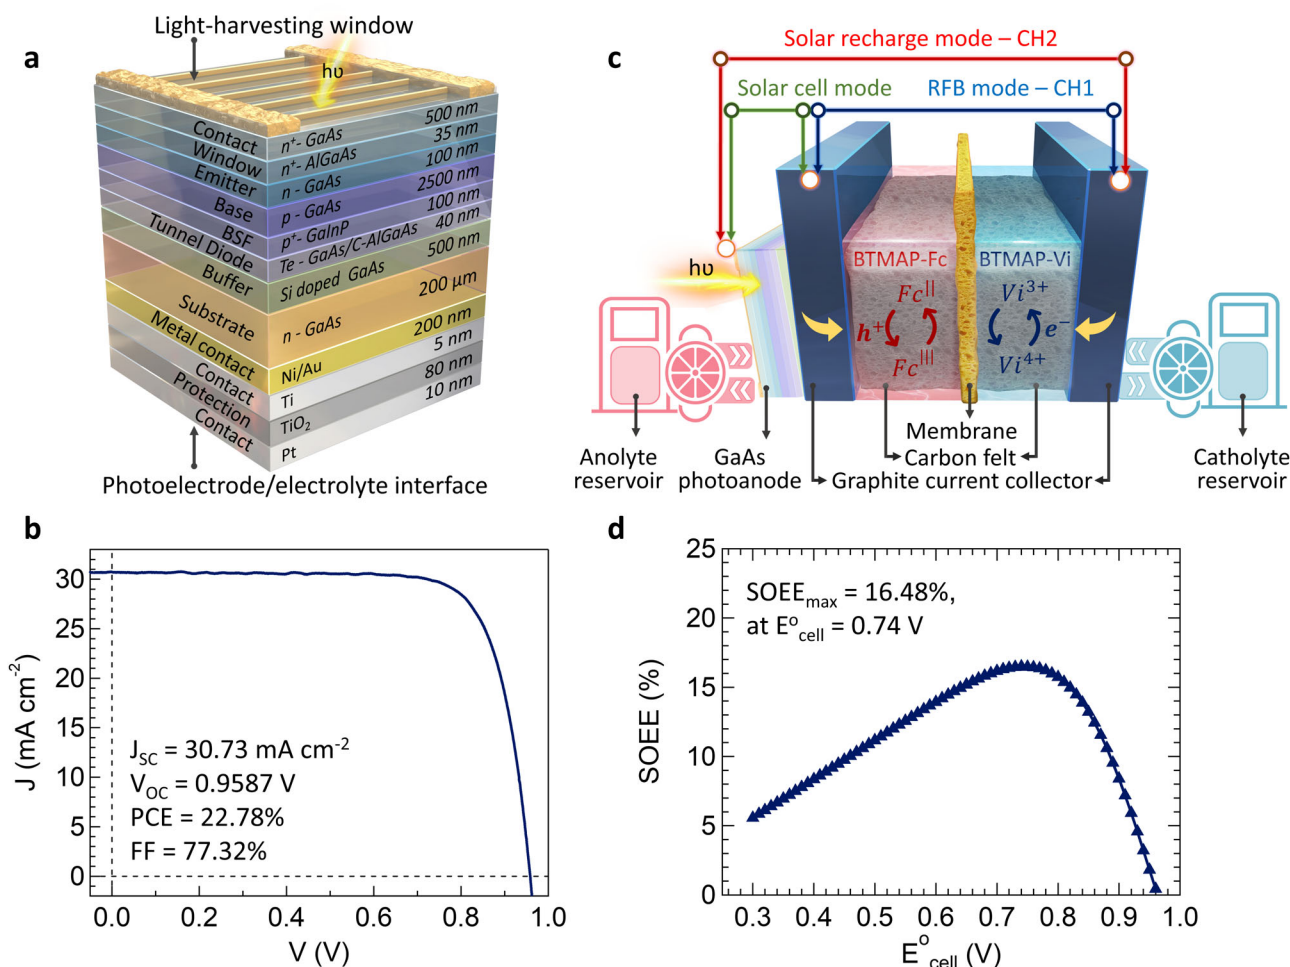 a
Light-harvesting window
hυ
Contact n⁺- GaAs 500 nm
Window n⁺- AlGaAs 35 nm
Emitter n - GaAs 100 nm
Base p - GaAs 2500 nm
BSF p⁺- GaInP 100 nm
Tunnel Diode Te - GaAs/C-AlGaAs 40 nm
Buffer Si doped GaAs 500 nm
Substrate n - GaAs 200 µm
Metal contact Ni/Au 200 nm
Contact Ti 5 nm
Protection TiO₂ 80 nm
Contact Pt 10 nm
Photoelectrode/electrolyte interface
c
Solar recharge mode – CH2
Solar cell mode
RFB mode – CH1
hυ
BTMAP-Fc
BTMAP-Vi
Fcᴵᴵ
Vi³⁺
h⁺
e⁻
Fcᴵᴵᴵ
Vi⁴⁺
Anolyte reservoir
GaAs photoanode
Membrane
Carbon felt
Graphite current collector
Catholyte reservoir
b
J (mA cm⁻²)
30
25
20
15
10
5
0
J_SC = 30.73 mA cm⁻²
V_OC = 0.9587 V
PCE = 22.78%
FF = 77.32%
0.0 0.2 0.4 0.6 0.8 1.0
V (V)
d
SOEE (%)
25
20
15
10
5
0
SOEE_max = 16.48%,
at E°_cell = 0.74 V
0.3 0.4 0.5 0.6 0.7 0.8 0.9 1.0
E°_cell (V)